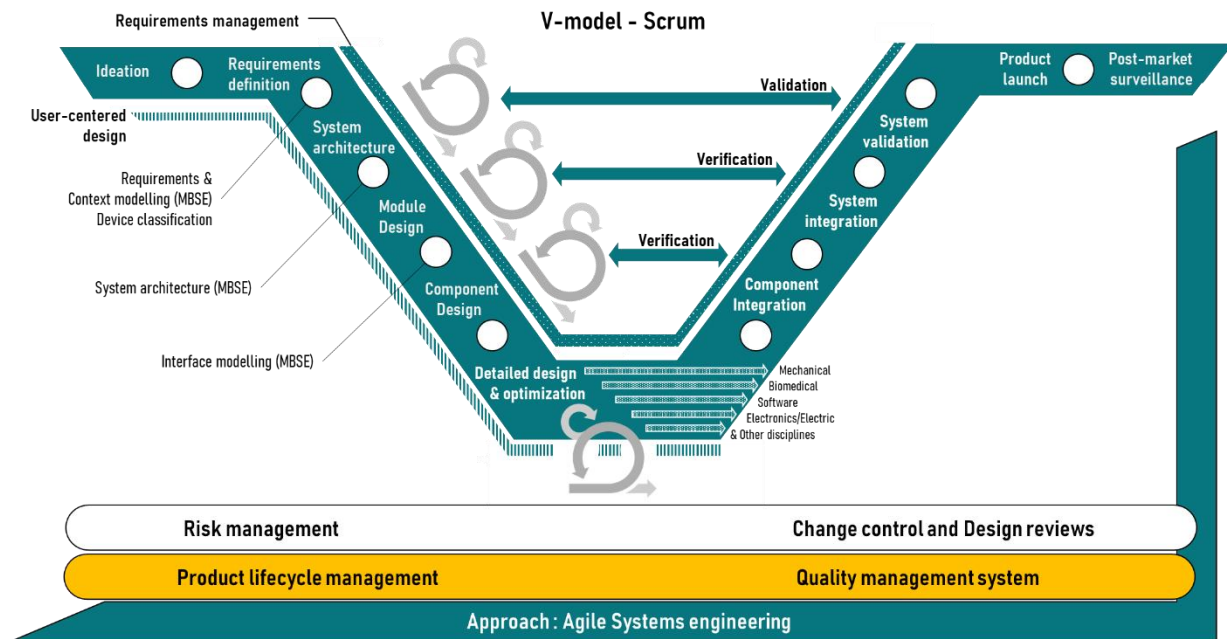 V-model - Scrum
Requirements management
Ideation
Requirements
definition
User-centered
design
System
architecture
Requirements &
Context modelling (MBSE)
Device classification
Module
Design
System architecture (MBSE)
Component
Design
Interface modelling (MBSE)
Detailed design
& optimization
Validation
Verification
Verification
Mechanical
Biomedical
Software
Electronics/Electric
& Other disciplines
Component
Integration
System
integration
System
validation
Product
launch
Post-market
surveillance
Risk management
Change control and Design reviews
Product lifecycle management
Quality management system
Approach : Agile Systems engineering